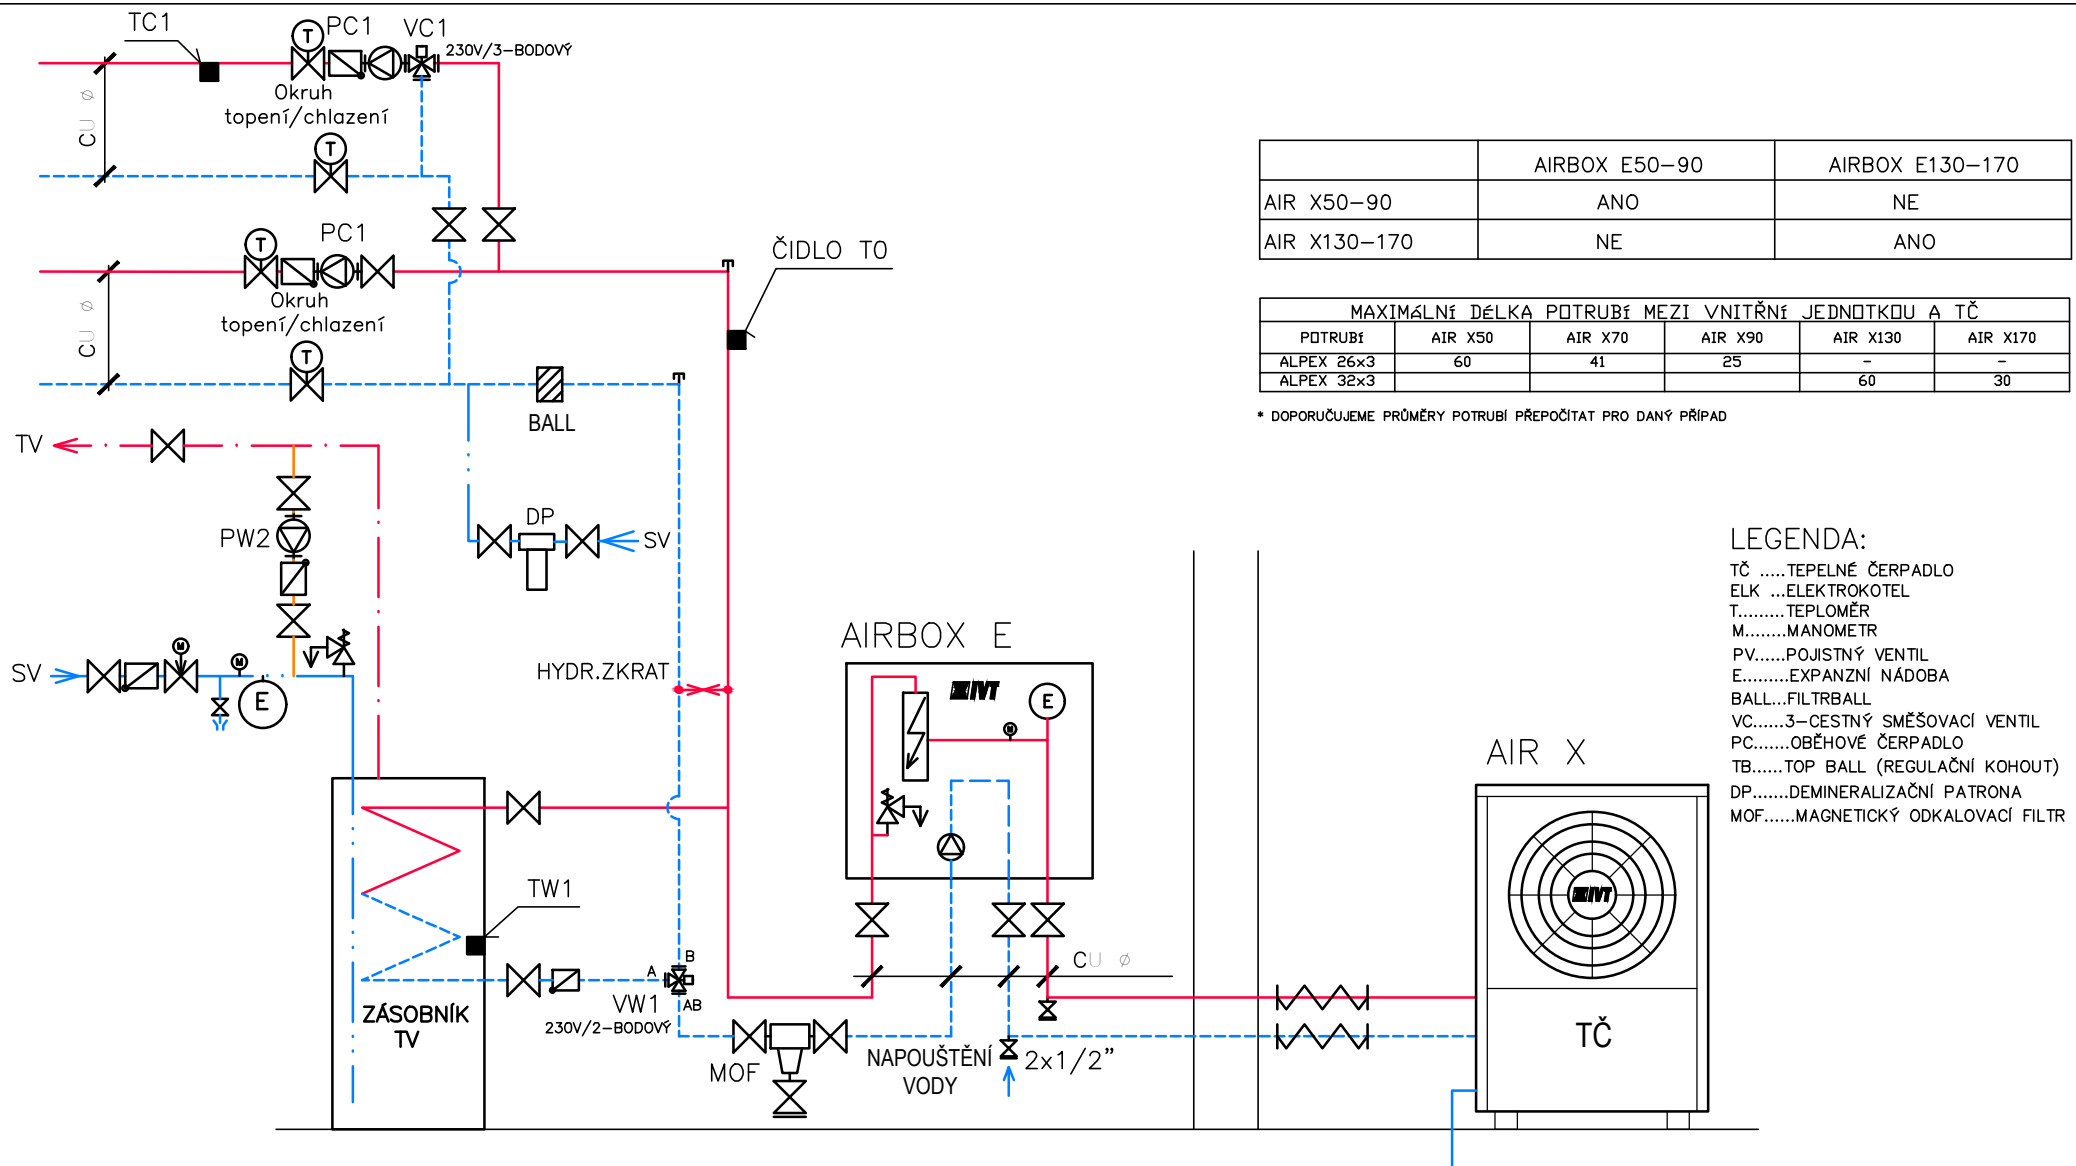 TC1
PC1
VC1
230V/3-BODOVÝ
T
Okruh
topení/chlazení
CU ø
T
PC1
T
Okruh
topení/chlazení
CU ø
T
ČIDLO T0
BALL
TV
PW2
DP
SV
SV
M
M
E
HYDR.ZKRAT
AIRBOX E
IVT
E
M
TW1
A
B
AB
VW1
230V/2-BODOVÝ
ZÁSOBNÍK
TV
MOF
NAPOUŠTĚNÍ
VODY
2x1/2"
CU ø
AIR X
IVT
TČ
AIRBOX E50-90 AIRBOX E130-170
AIR X50-90 ANO NE
AIR X130-170 NE ANO
MAXIMáLNí DéLKA POTRUBí MEZI VNITŘNí JEDNOTKOU A TČ
POTRUBí AIR X50 AIR X70 AIR X90 AIR X130 AIR X170
ALPEX 26x3 60 41 25 - -
ALPEX 32x3 60 30
* DOPORUČUJEME PRŮMĚRY POTRUBÍ PŘEPOČÍTAT PRO DANÝ PŘÍPAD
LEGENDA:
TČ .....TEPELNÉ ČERPADLO
ELK ...ELEKTROKOTEL
T.........TEPLOMĚR
M........MANOMETR
PV......POJISTNÝ VENTIL
E.........EXPANZNÍ NÁDOBA
BALL...FILTRBALL
VC......3-CESTNÝ SMĚŠOVACÍ VENTIL
PC.......OBĚHOVÉ ČERPADLO
TB......TOP BALL (REGULAČNÍ KOHOUT)
DP.......DEMINERALIZAČNÍ PATRONA
MOF......MAGNETICKÝ ODKALOVACÍ FILTR